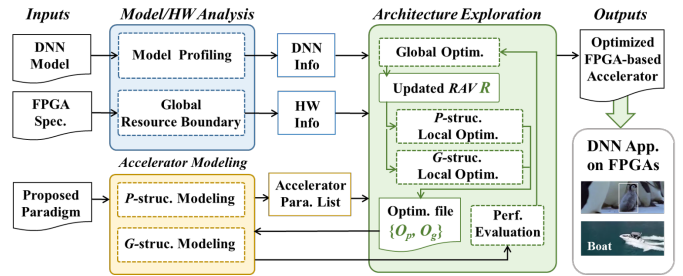 Inputs
Model/HW Analysis
Architecture Exploration
Outputs
DNN
Model
Model Profiling
DNN
Info
Global Optim.
Optimized
FPGA-based
Accelerator
Updated RAV R
FPGA
Spec.
Global
Resource Boundary
HW
Info
P-struc.
Local Optim.
G-struc.
Local Optim.
DNN App.
on FPGAs
Boat
Accelerator Modeling
Proposed
Paradigm
P-struc. Modeling
G-struc. Modeling
Accelerator
Para. List
Optim. file
{Op, Og}
Perf.
Evaluation